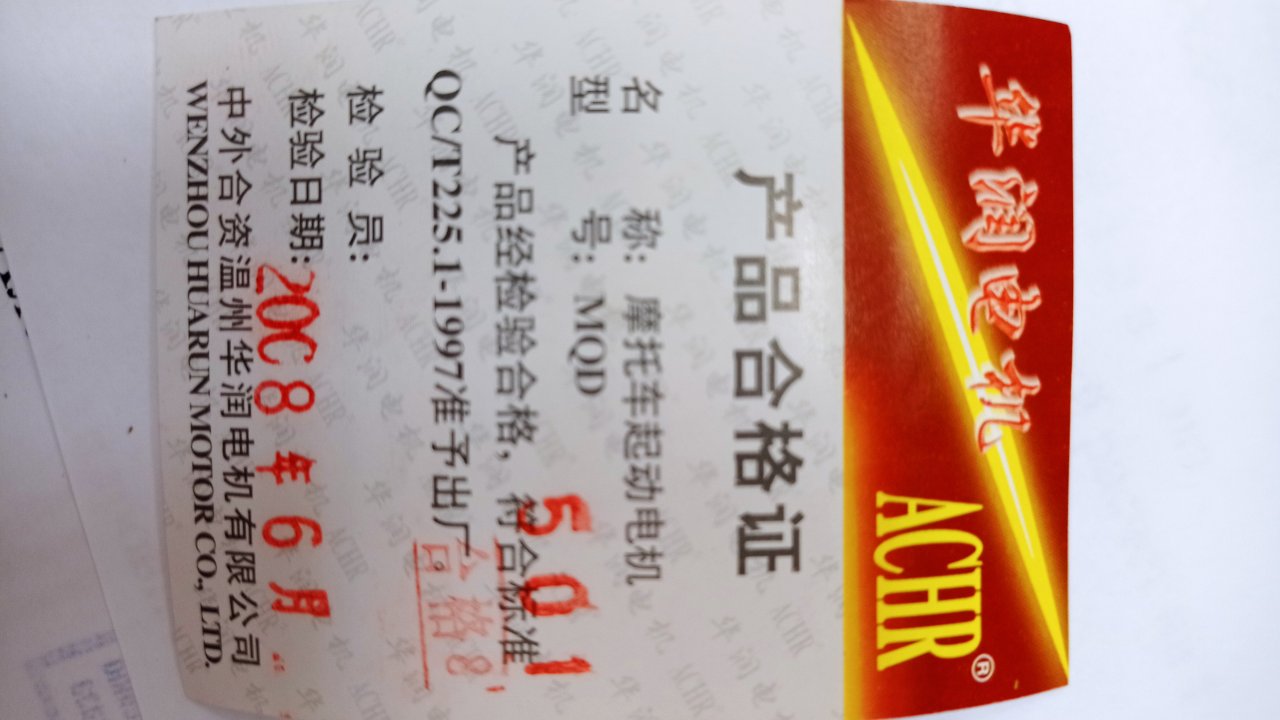 华润电机
ACHR®
产品合格证
名 称：摩托车起动电机
型 号：MQD
产品经检验合格，符合标准
QC/T225.1-1997准予出厂。
501
合格8
检 验 员：
检验日期：2008年6月
中外合资温州华润电机有限公司
WENZHOU HUARUN MOTOR CO., LTD.